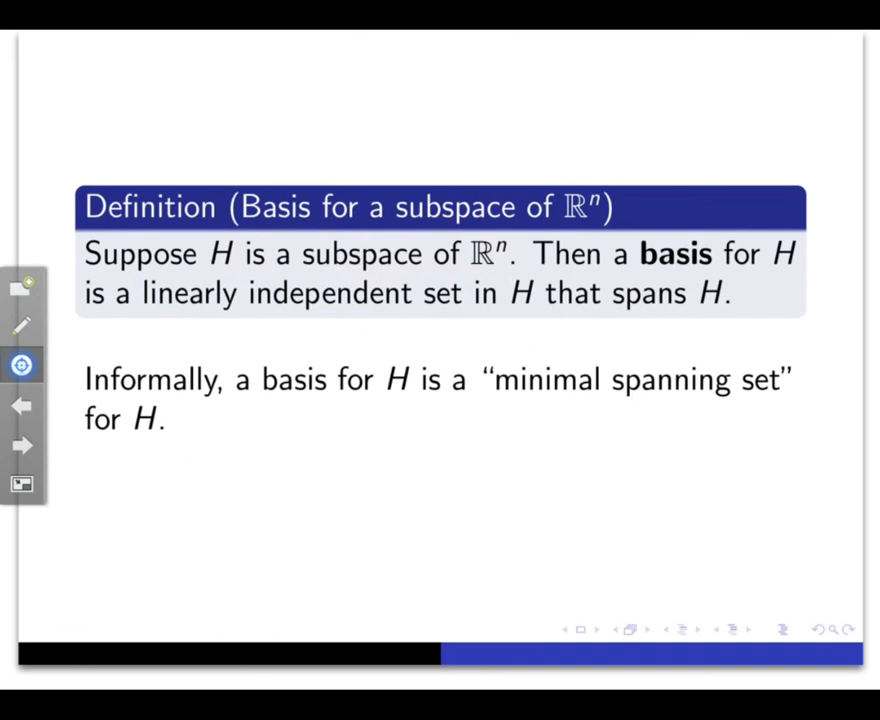 Definition (Basis for a subspace of ℝⁿ)
Suppose H is a subspace of ℝⁿ. Then a basis for H
is a linearly independent set in H that spans H.
Informally, a basis for H is a “minimal spanning set”
for H.